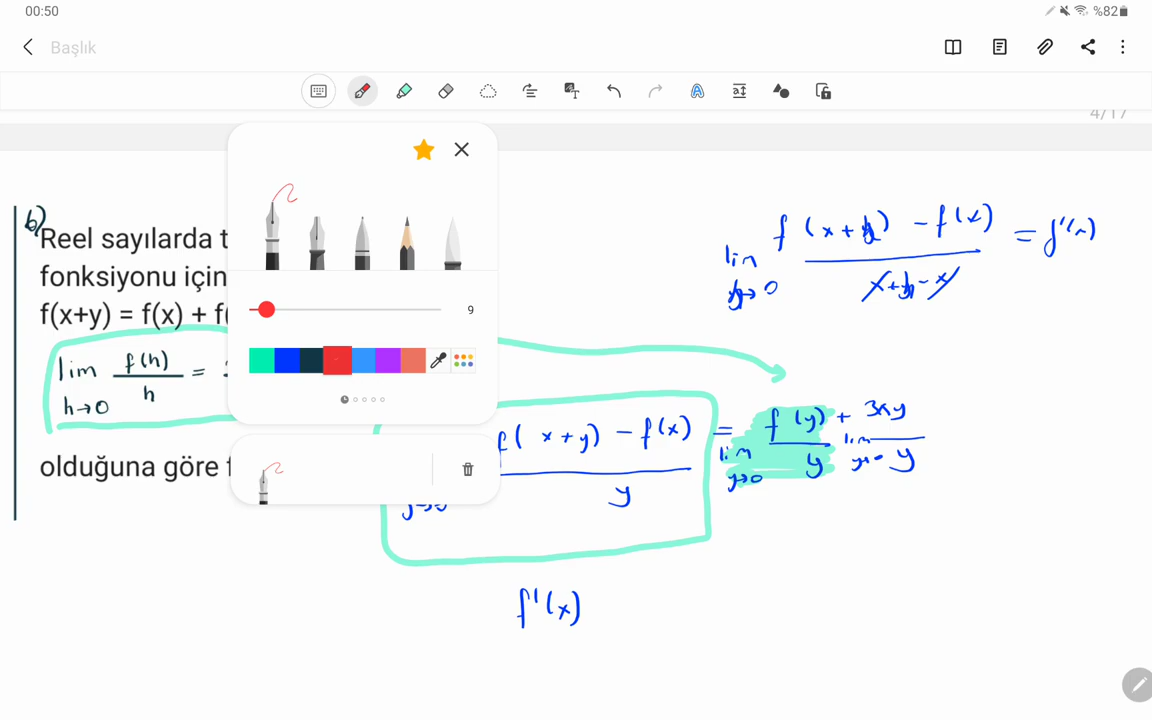 00:50
%82
Başlık
4/17
b)
Reel sayılarda t
fonksiyonu için
f(x+y) = f(x) + f(
lim f(h)/h =
h→0
olduğuna göre f
9
lim f(x+y) - f(x) / x+y-x = f'(x)
y→0
f(x+y) - f(x) / y = lim f(y)/y + lim 3xy/y
y→0 y→0
f'(x)